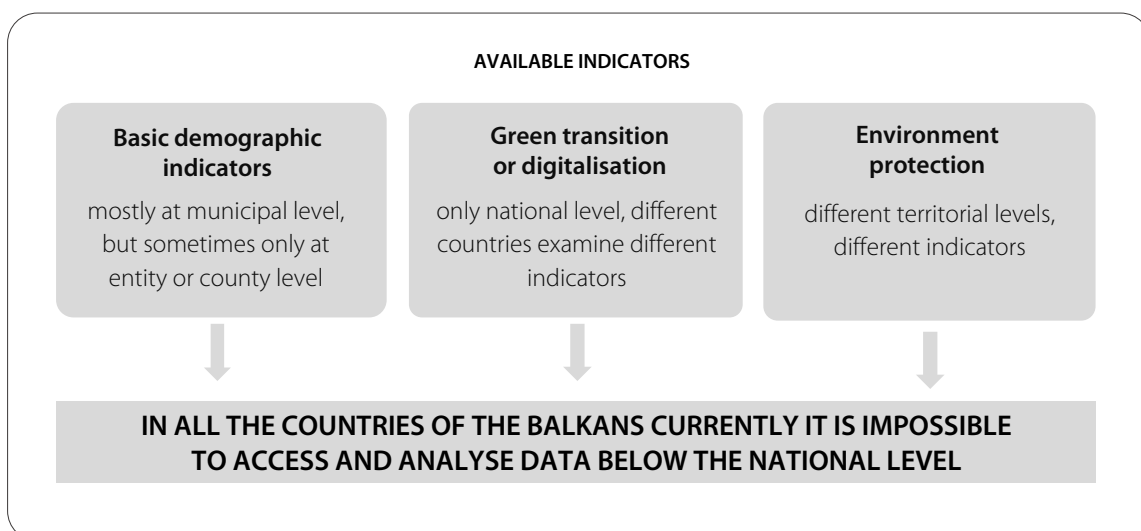 AVAILABLE INDICATORS
Basic demographic
indicators
mostly at municipal level,
but sometimes only at
entity or county level
Green transition
or digitalisation
only national level, different
countries examine different
indicators
Environment
protection
different territorial levels,
different indicators
IN ALL THE COUNTRIES OF THE BALKANS CURRENTLY IT IS IMPOSSIBLE
TO ACCESS AND ANALYSE DATA BELOW THE NATIONAL LEVEL